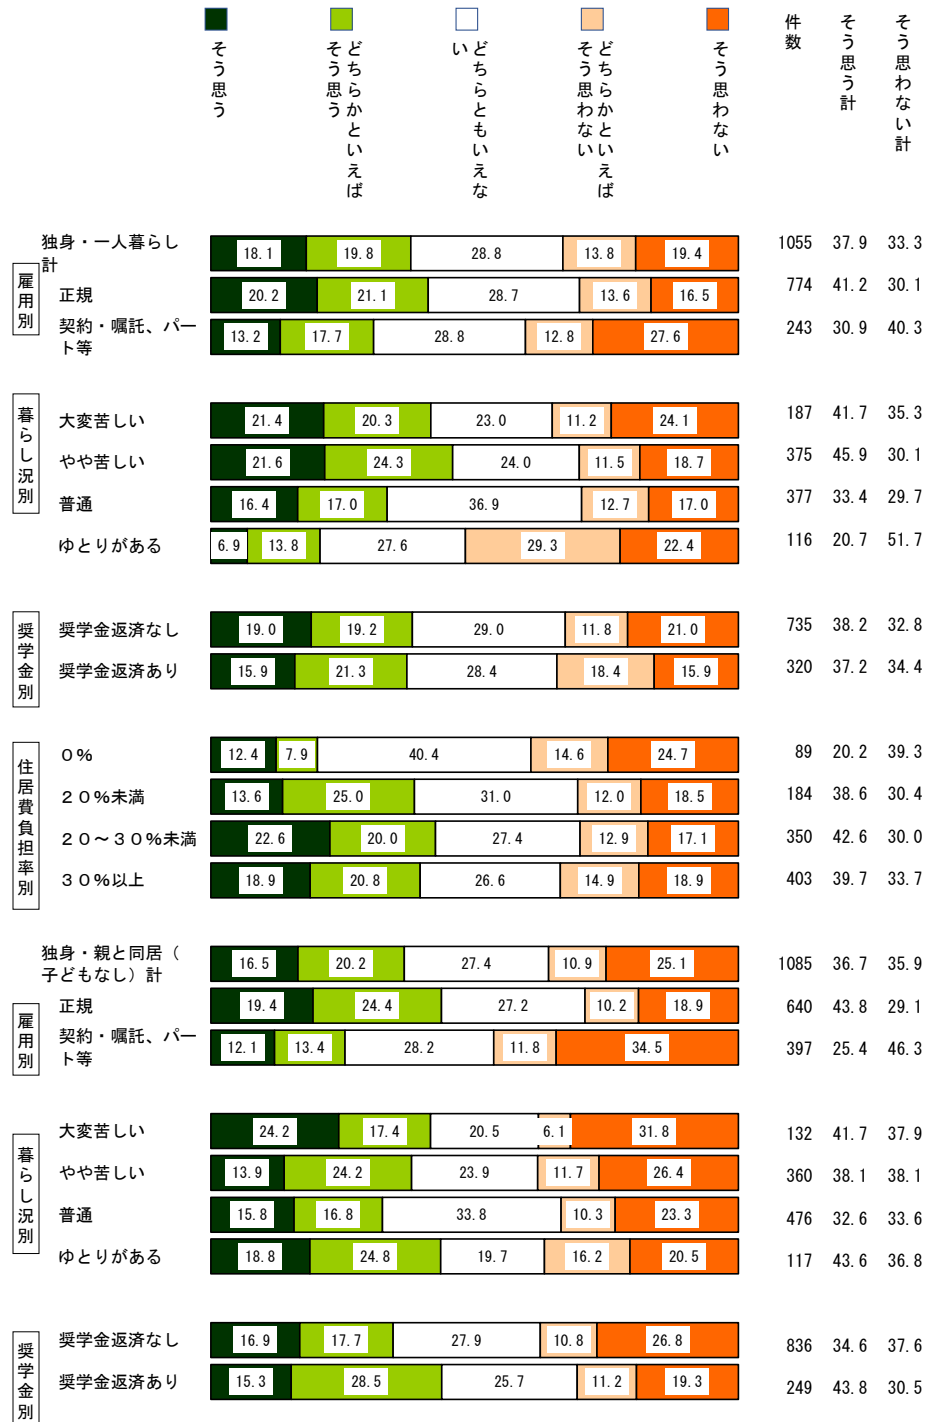 そう思う
どちらかといえば
そう思う
どちらともいえな
い
どちらかといえば
そう思わない
そう思わない
件数
そう思う計
そう思わない計
独身・一人暮らし
計
18.1 19.8 28.8 13.8 19.4 1055 37.9 33.3
雇用別
正規 20.2 21.1 28.7 13.6 16.5 774 41.2 30.1
契約・嘱託、パー
ト等
13.2 17.7 28.8 12.8 27.6 243 30.9 40.3
暮らし況別
大変苦しい 21.4 20.3 23.0 11.2 24.1 187 41.7 35.3
やや苦しい 21.6 24.3 24.0 11.5 18.7 375 45.9 30.1
普通 16.4 17.0 36.9 12.7 17.0 377 33.4 29.7
ゆとりがある 6.9 13.8 27.6 29.3 22.4 116 20.7 51.7
奨学金別
奨学金返済なし 19.0 19.2 29.0 11.8 21.0 735 38.2 32.8
奨学金返済あり 15.9 21.3 28.4 18.4 15.9 320 37.2 34.4
住居費負担率別
０％ 12.4 7.9 40.4 14.6 24.7 89 20.2 39.3
２０％未満 13.6 25.0 31.0 12.0 18.5 184 38.6 30.4
２０～３０％未満 22.6 20.0 27.4 12.9 17.1 350 42.6 30.0
３０％以上 18.9 20.8 26.6 14.9 18.9 403 39.7 33.7
独身・親と同居（
子どもなし）計
16.5 20.2 27.4 10.9 25.1 1085 36.7 35.9
雇用別
正規 19.4 24.4 27.2 10.2 18.9 640 43.8 29.1
契約・嘱託、パー
ト等
12.1 13.4 28.2 11.8 34.5 397 25.4 46.3
暮らし況別
大変苦しい 24.2 17.4 20.5 6.1 31.8 132 41.7 37.9
やや苦しい 13.9 24.2 23.9 11.7 26.4 360 38.1 38.1
普通 15.8 16.8 33.8 10.3 23.3 476 32.6 33.6
ゆとりがある 18.8 24.8 19.7 16.2 20.5 117 43.6 36.8
奨学金別
奨学金返済なし 16.9 17.7 27.9 10.8 26.8 836 34.6 37.6
奨学金返済あり 15.3 28.5 25.7 11.2 19.3 249 43.8 30.5